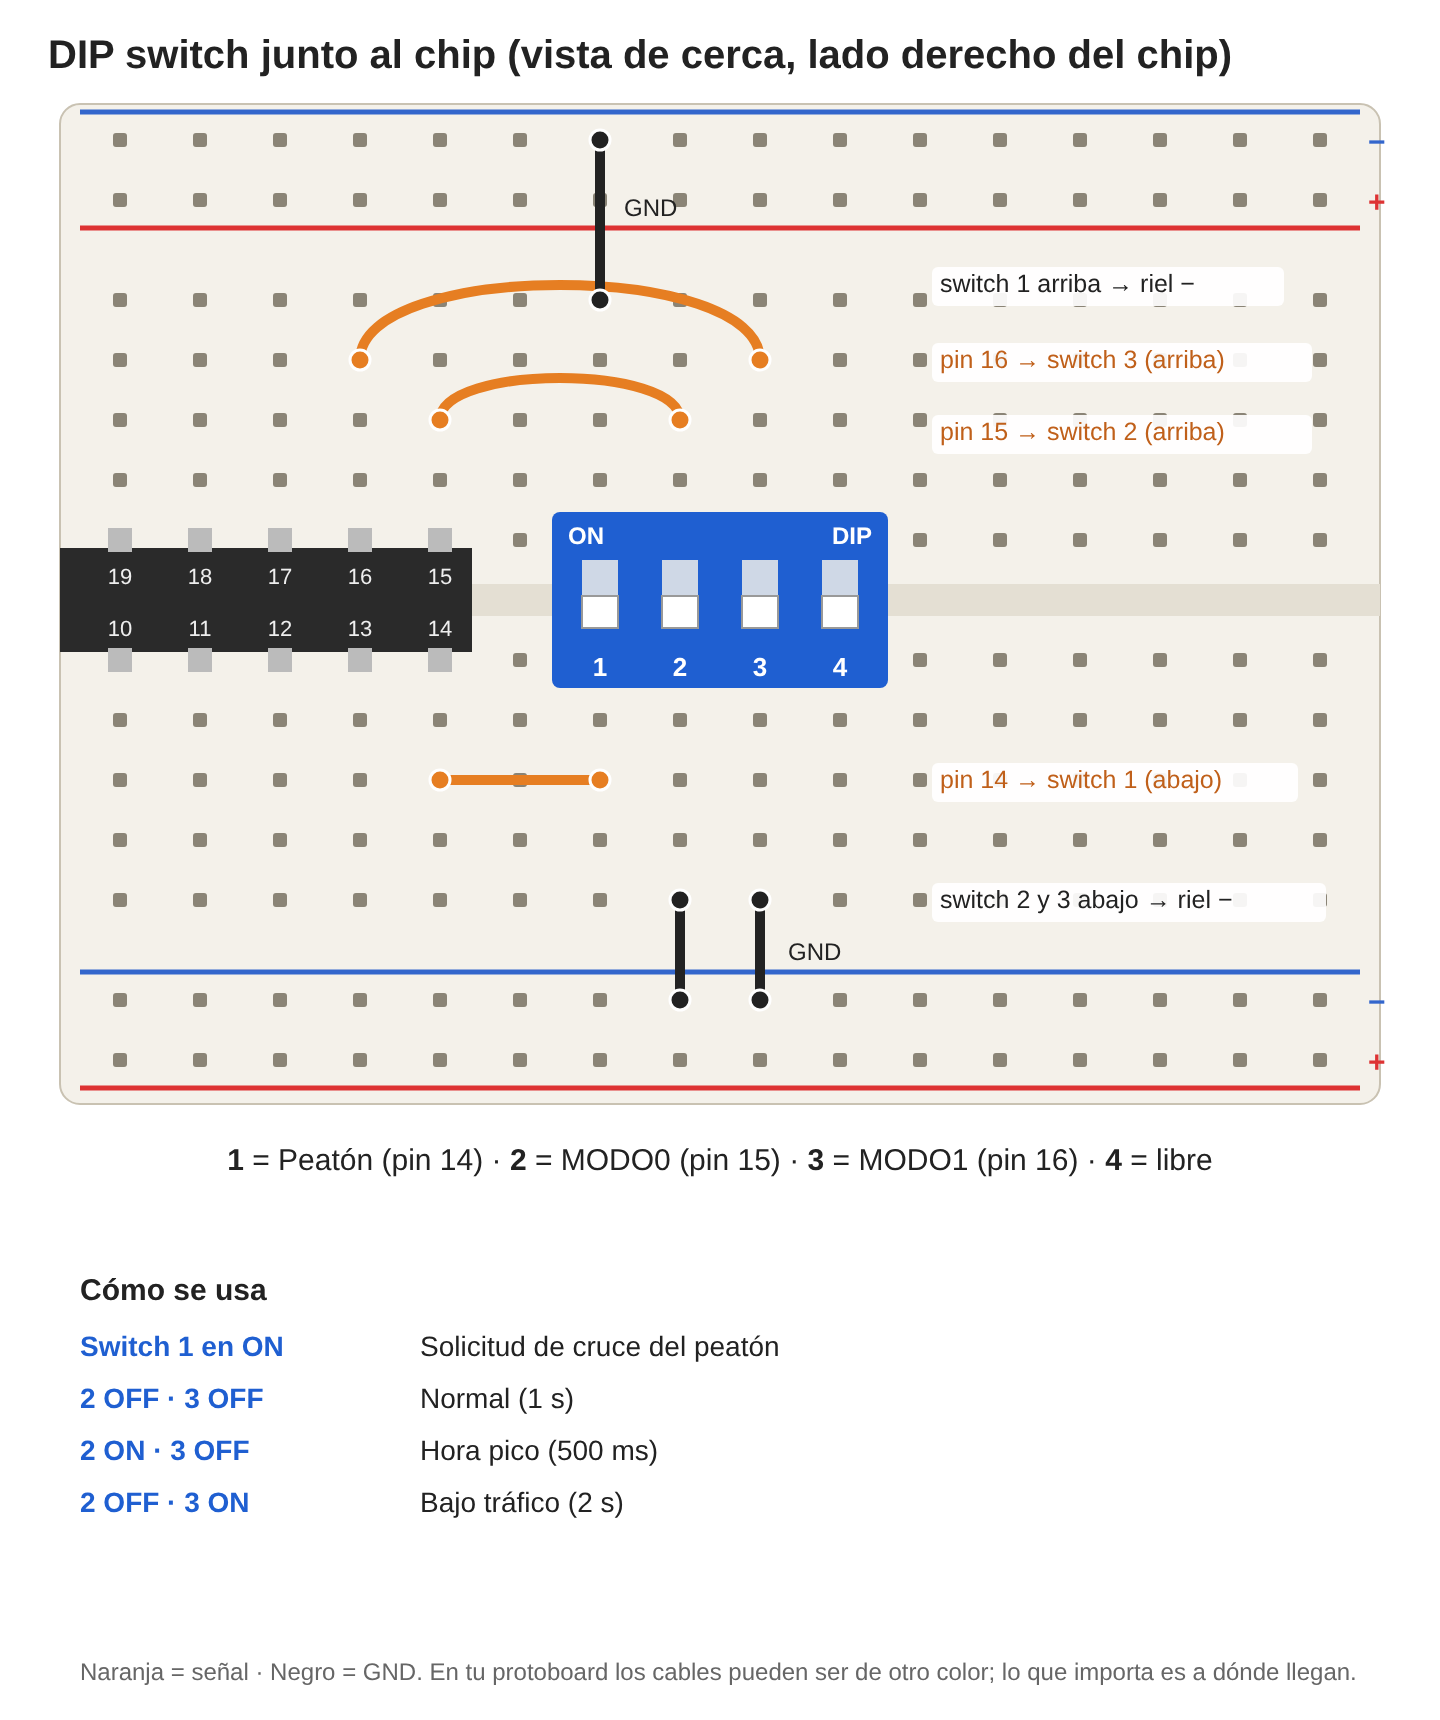 DIP switch junto al chip (vista de cerca, lado derecho del chip)
−
+
GND
switch 1 arriba → riel −
pin 16 → switch 3 (arriba)
pin 15 → switch 2 (arriba)
ON DIP
19 18 17 16 15
10 11 12 13 14
1 2 3 4
pin 14 → switch 1 (abajo)
switch 2 y 3 abajo → riel −
GND
−
+
1 = Peatón (pin 14) · 2 = MODO0 (pin 15) · 3 = MODO1 (pin 16) · 4 = libre
Cómo se usa
Switch 1 en ON Solicitud de cruce del peatón
2 OFF · 3 OFF Normal (1 s)
2 ON · 3 OFF Hora pico (500 ms)
2 OFF · 3 ON Bajo tráfico (2 s)
Naranja = señal · Negro = GND. En tu protoboard los cables pueden ser de otro color; lo que importa es a dónde llegan.